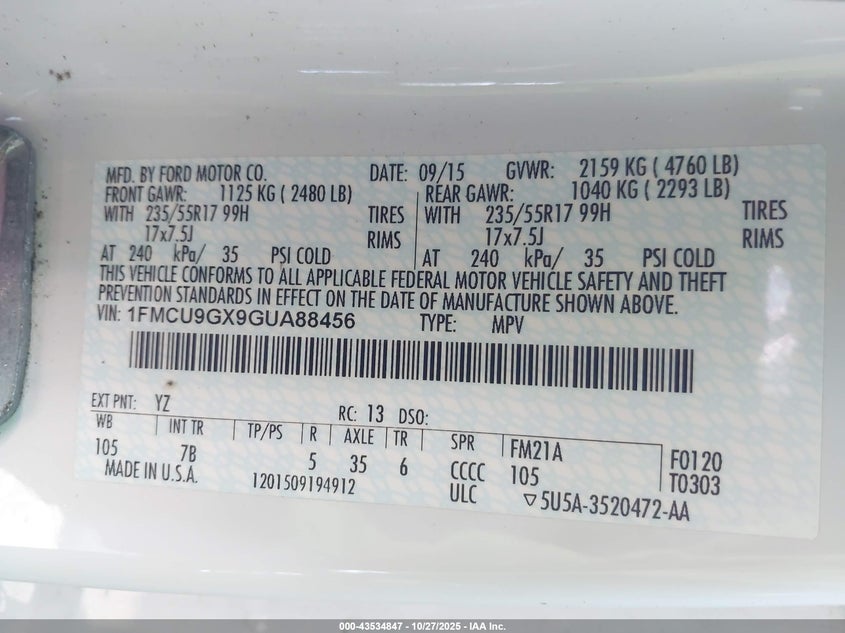 MFD. BY FORD MOTOR CO. DATE: 09/15 GVWR: 2159 KG ( 4760 LB)
FRONT GAWR: 1125 KG ( 2480 LB) REAR GAWR: 1040 KG ( 2293 LB)
WITH 235/55R17 99H TIRES WITH 235/55R17 99H TIRES
17x7.5J RIMS 17x7.5J RIMS
AT 240 kPa/ 35 PSI COLD AT 240 kPa/ 35 PSI COLD
THIS VEHICLE CONFORMS TO ALL APPLICABLE FEDERAL MOTOR VEHICLE SAFETY AND THEFT
PREVENTION STANDARDS IN EFFECT ON THE DATE OF MANUFACTURE SHOWN ABOVE.
VIN: 1FMCU9GX9GUA88456 TYPE: MPV
EXT PNT: YZ RC: 13 DSO:
WB INT TR TP/PS R AXLE TR SPR FM21A F0120
105 7B 5 35 6 CCCC 105 T0303
MADE IN U.S.A. 1201509194912 ULC ▽5U5A-3520472-AA
000-43534847 | 10/27/2025 | IAA Inc.